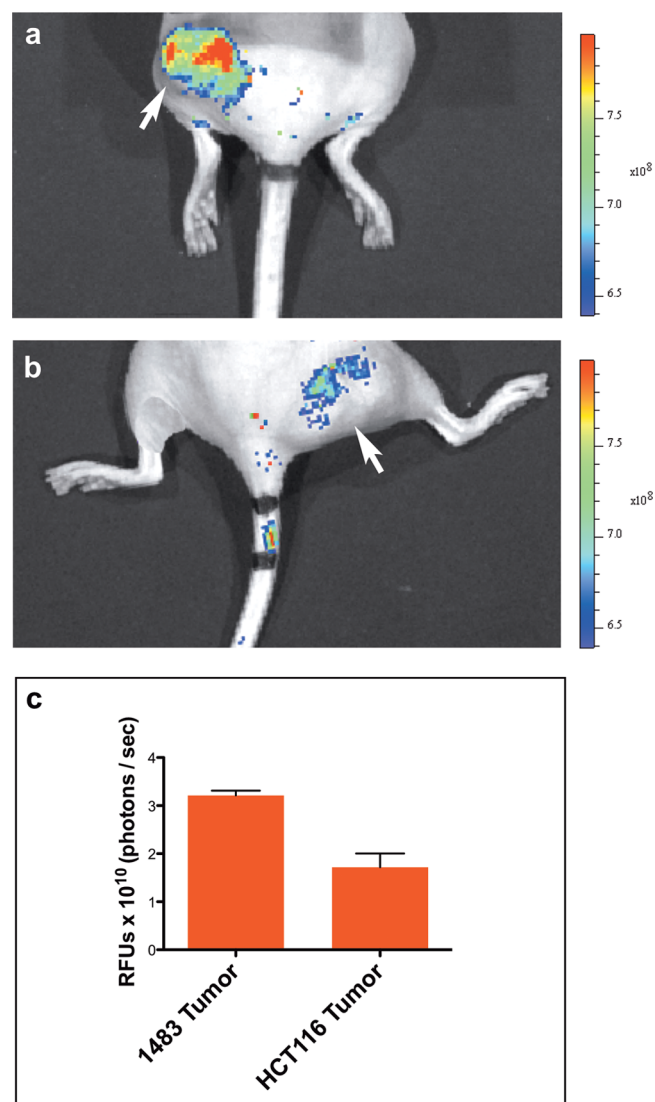 a
7.5
x10⁸
7.0
6.5
b
7.5
x10⁸
7.0
6.5
c
RFUs x 10¹⁰ (photons / sec)
4
3
2
1
0
1483 Tumor
HCT116 Tumor